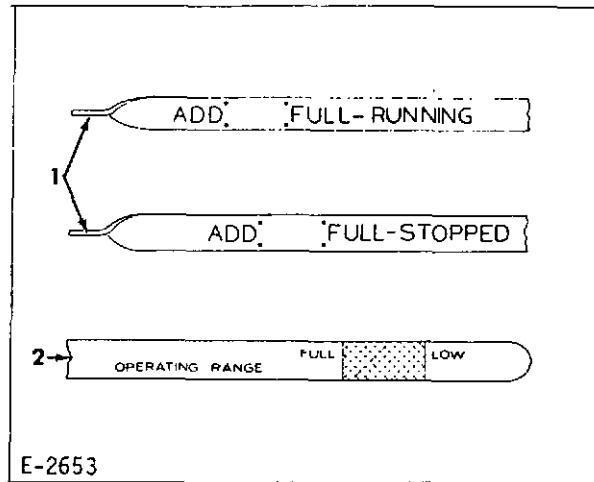 ADD FULL-RUNNING
1
ADD FULL-STOPPED
2 OPERATING RANGE FULL LOW
E-2653